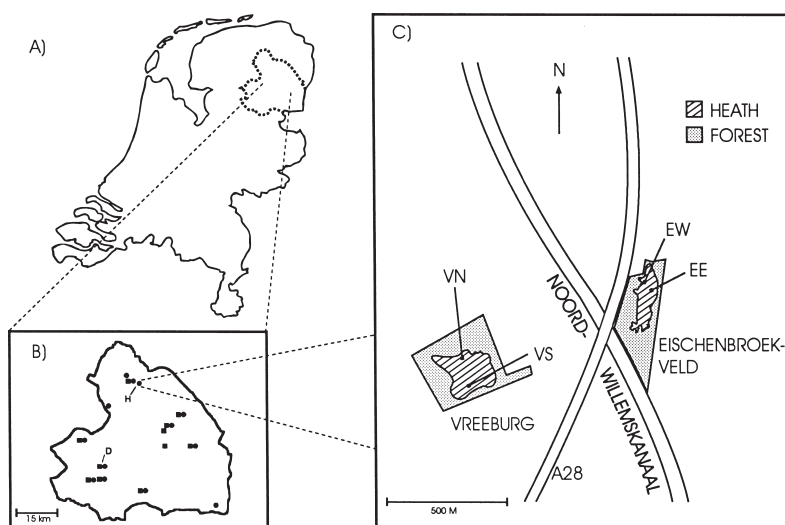 A)
B)
H
D
15 km
C)
N
HEATH
FOREST
EW
EE
VN
VS
NOORD-
WILLEMSKANAAL
EISCHENBROEK-
VELD
VREEBURG
A28
500 M